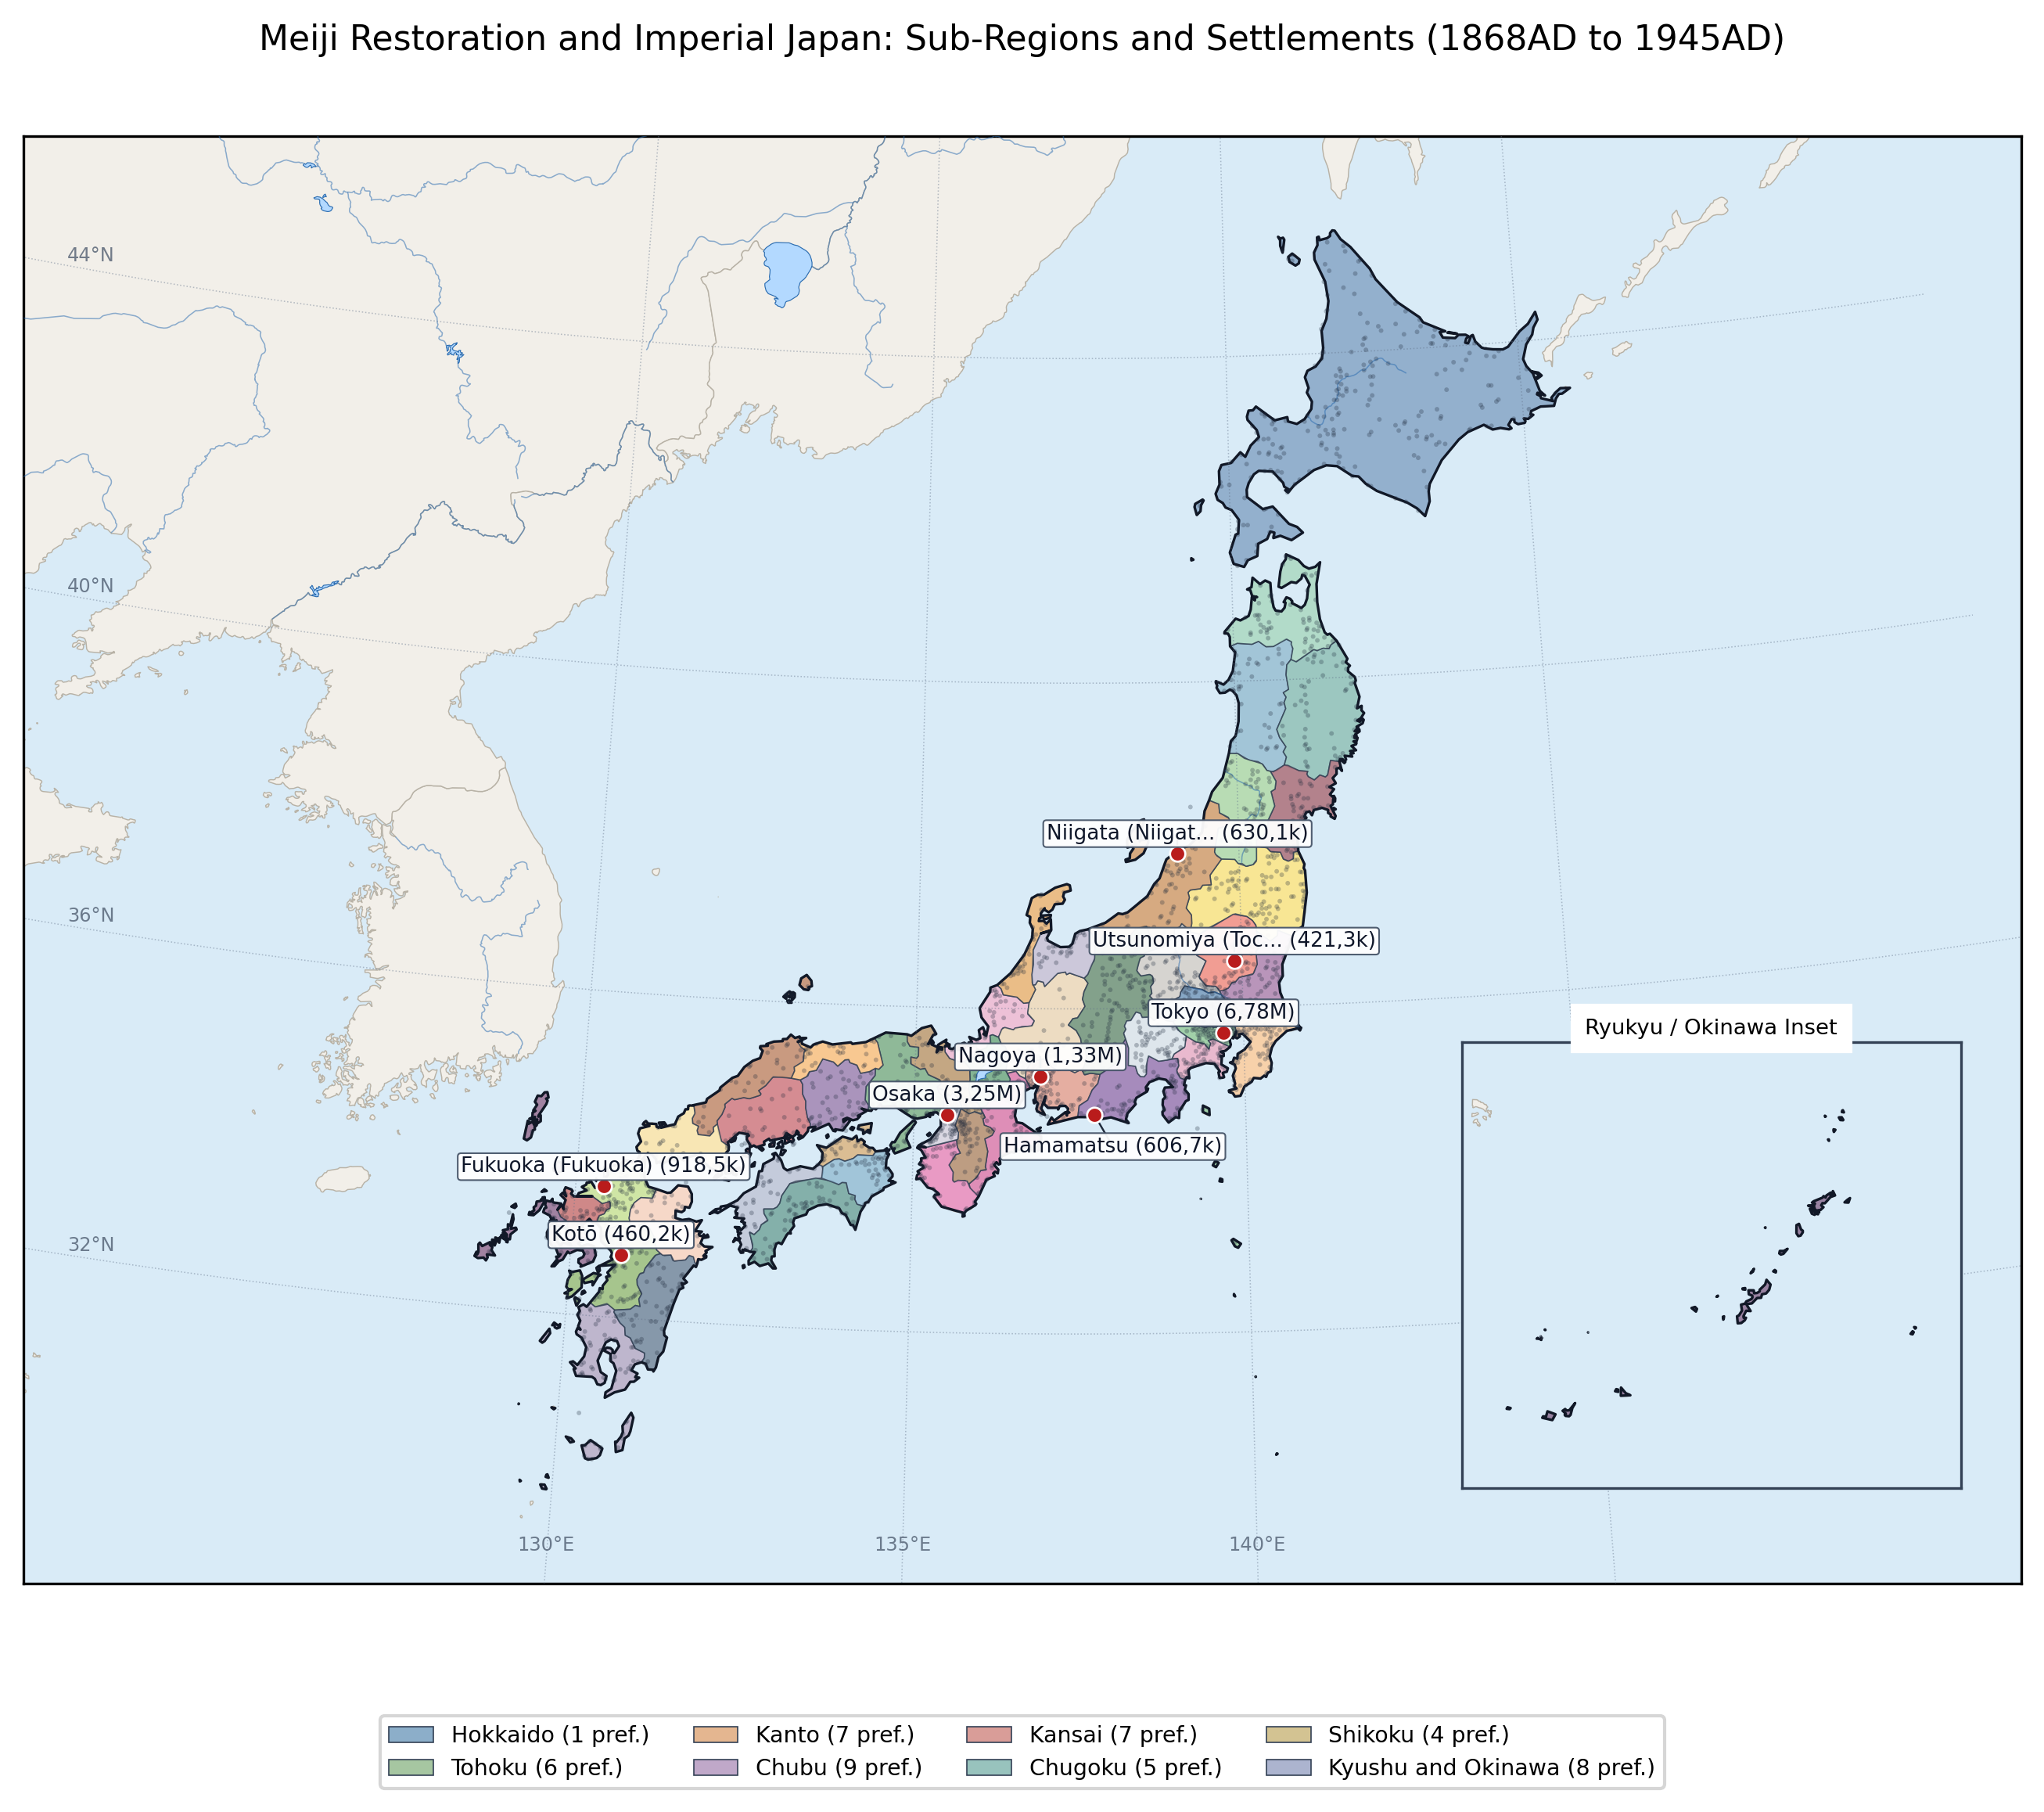 Meiji Restoration and Imperial Japan: Sub-Regions and Settlements (1868AD to 1945AD)
44°N
40°N
36°N
32°N
Niigata (Niigat... (630,1k)
Utsunomiya (Toc... (421,3k)
Tokyo (6,78M)
Nagoya (1,33M)
Osaka (3,25M)
Hamamatsu (606,7k)
Fukuoka (Fukuoka) (918,5k)
Kotō (460,2k)
Ryukyu / Okinawa Inset
130°E
135°E
140°E
Hokkaido (1 pref.)
Tohoku (6 pref.)
Kanto (7 pref.)
Chubu (9 pref.)
Kansai (7 pref.)
Chugoku (5 pref.)
Shikoku (4 pref.)
Kyushu and Okinawa (8 pref.)